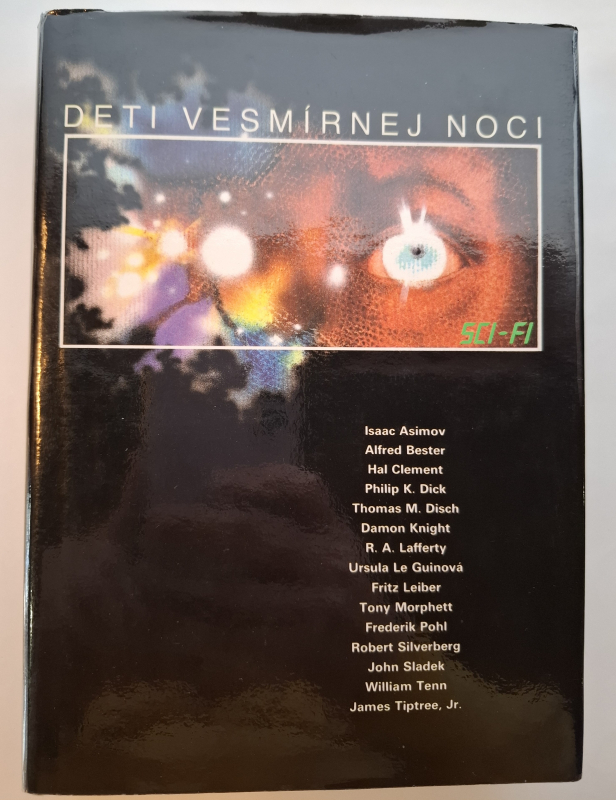 DETI VESMÍRNEJ NOCI
SCI-FI
Isaac Asimov
Alfred Bester
Hal Clement
Philip K. Dick
Thomas M. Disch
Damon Knight
R. A. Lafferty
Ursula Le Guinová
Fritz Leiber
Tony Morphett
Frederik Pohl
Robert Silverberg
John Sladek
William Tenn
James Tiptree, Jr.